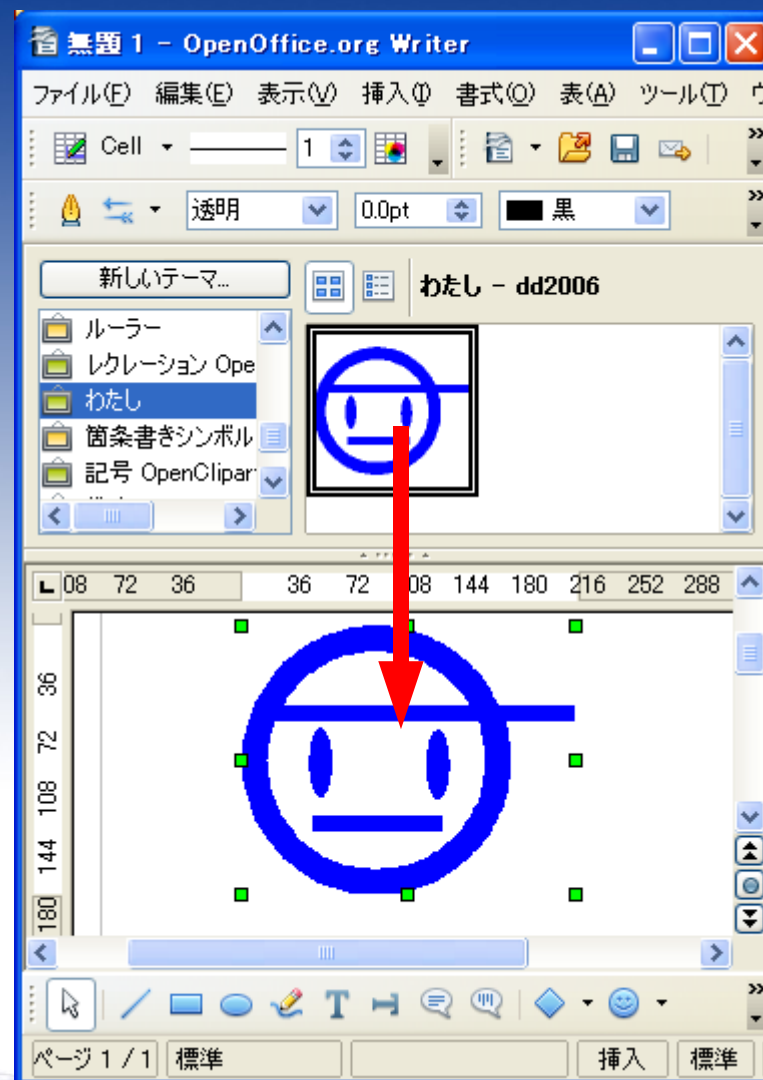 無題 1 - OpenOffice.org Writer
ファイル(F) 編集(E) 表示(V) 挿入(I) 書式(O) 表(A) ツール(T) ウ
Cell 1
透明 0.0pt 黒
新しいテーマ... わたし - dd2006
ルーラー
レクレーション Ope
わたし
箇条書きシンボル
記号 OpenClipar
08 72 36 36 72 08 144 180 216 252 288
36
72
108
144
180
T
ページ 1 / 1 標準 挿入 標準